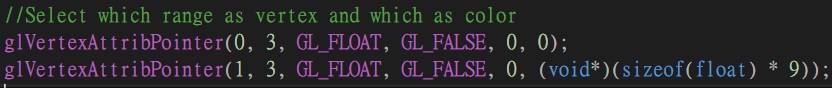 //Select which range as vertex and which as color
glVertexAttribPointer(0, 3, GL_FLOAT, GL_FALSE, 0, 0);
glVertexAttribPointer(1, 3, GL_FLOAT, GL_FALSE, 0, (void*)(sizeof(float) * 9));